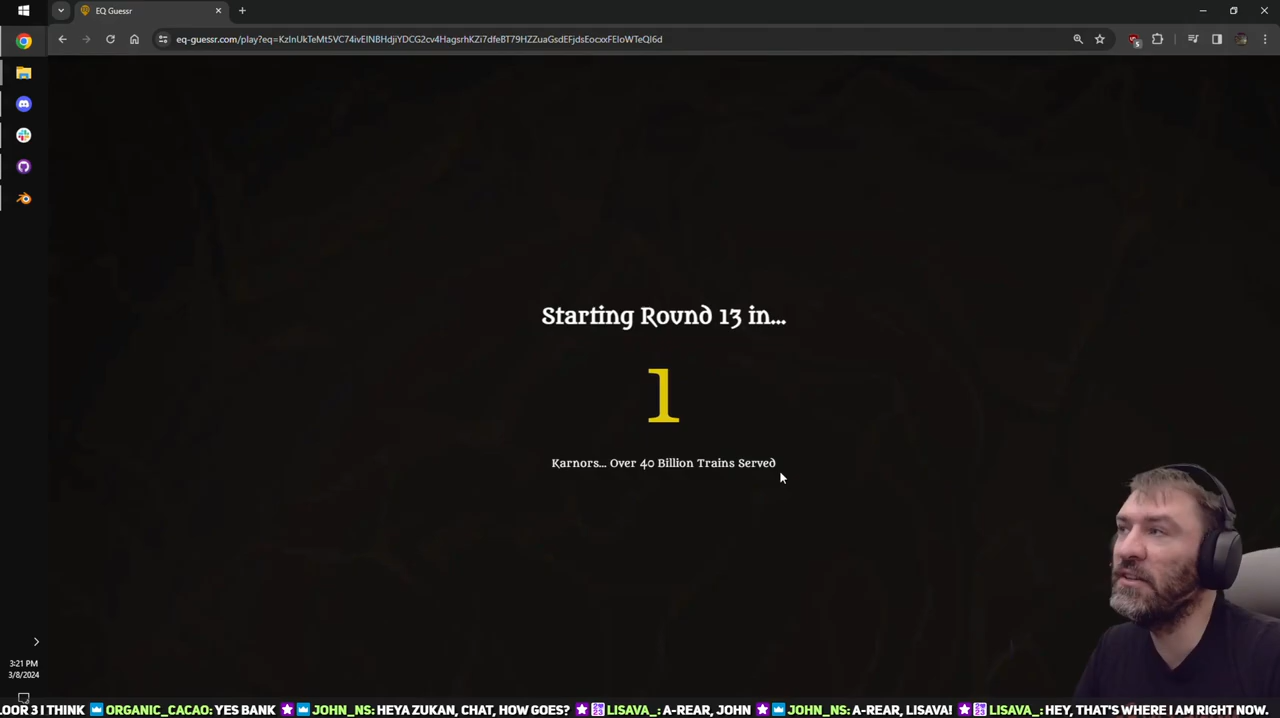 EQ Guessr
eq-guessr.com/play?eq=KzInUkTeMt5VC74ivEINBHdjiYDCG2cv4HagsrhKZi7dfeBT79HZZuaGsdEFjdsEocxxFEIoWTeQl6d
Starting Round 13 in...
1
Karnors... Over 40 Billion Trains Served
3:21 PM
3/8/2024
LOOR 3 I THINK ORGANIC_CACAO: YES BANK JOHN_NS: HEYA ZUKAN, CHAT, HOW GOES? LISAVA_: A-REAR, JOHN JOHN_NS: A-REAR, LISAVA! LISAVA_: HEY, THAT'S WHERE I AM RIGHT NOW.